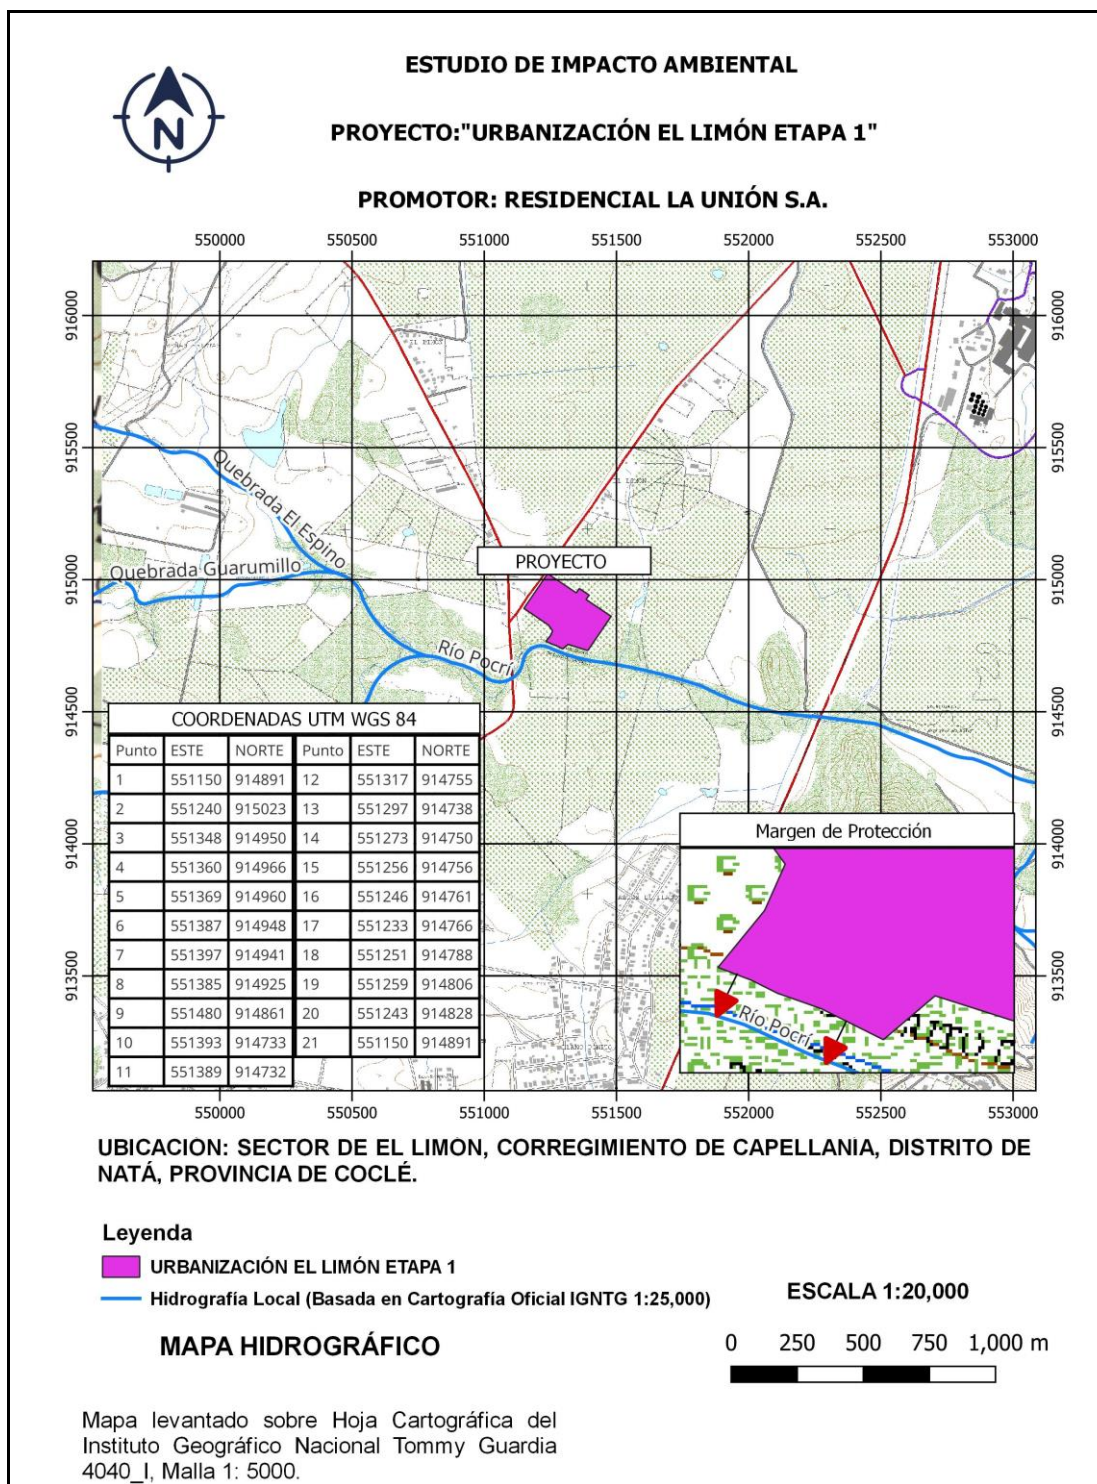 N
ESTUDIO DE IMPACTO AMBIENTAL
PROYECTO:"URBANIZACIÓN EL LIMÓN ETAPA 1"
PROMOTOR: RESIDENCIAL LA UNIÓN S.A.
550000 550500 551000 551500 552000 552500 553000
916000 916000
915500 915500
Quebrada El Espino
PROYECTO
Quebrada Guarumillo
915000 915000
Río Pocrí
914500 914500
COORDENADAS UTM WGS 84
Punto ESTE NORTE Punto ESTE NORTE
1 551150 914891 12 551317 914755
2 551240 915023 13 551297 914738
3 551348 914950 14 551273 914750
4 551360 914966 15 551256 914756
5 551369 914960 16 551246 914761
6 551387 914948 17 551233 914766
7 551397 914941 18 551251 914788
8 551385 914925 19 551259 914806
9 551480 914861 20 551243 914828
10 551393 914733 21 551150 914891
11 551389 914732
914000 914000
Margen de Protección
Río Pocrí
913500 913500
550000 550500 551000 551500 552000 552500 553000
UBICACIÓN: SECTOR DE EL LIMÓN, CORREGIMIENTO DE CAPELLANIA, DISTRITO DE
NATÁ, PROVINCIA DE COCLÉ.
Leyenda
URBANIZACIÓN EL LIMÓN ETAPA 1
Hidrografía Local (Basada en Cartografía Oficial IGNTG 1:25,000)
ESCALA 1:20,000
MAPA HIDROGRÁFICO
0 250 500 750 1,000 m
Mapa levantado sobre Hoja Cartográfica del
Instituto Geográfico Nacional Tommy Guardia
4040_I, Malla 1: 5000.